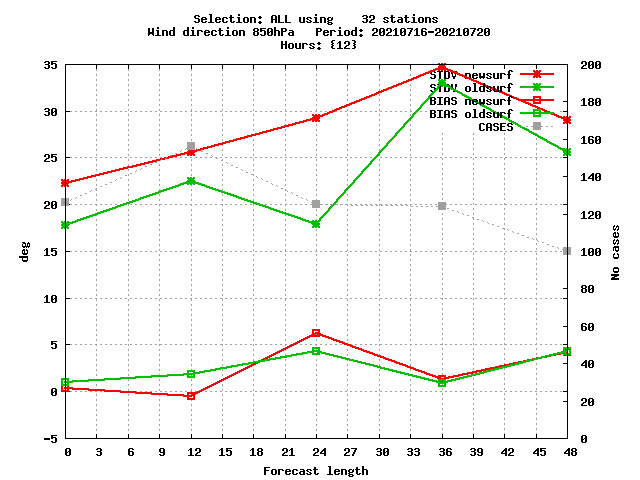 Selection: ALL using    32 stations
Wind direction 850hPa   Period: 20210716-20210720
Hours: {12}
35
30
25
20
15
10
5
0
-5
deg
STDV newsurf
STDV oldsurf
BIAS newsurf
BIAS oldsurf
CASES
200
180
160
140
120
100
80
60
40
20
0
No cases
0 3 6 9 12 15 18 21 24 27 30 33 36 39 42 45 48
Forecast length